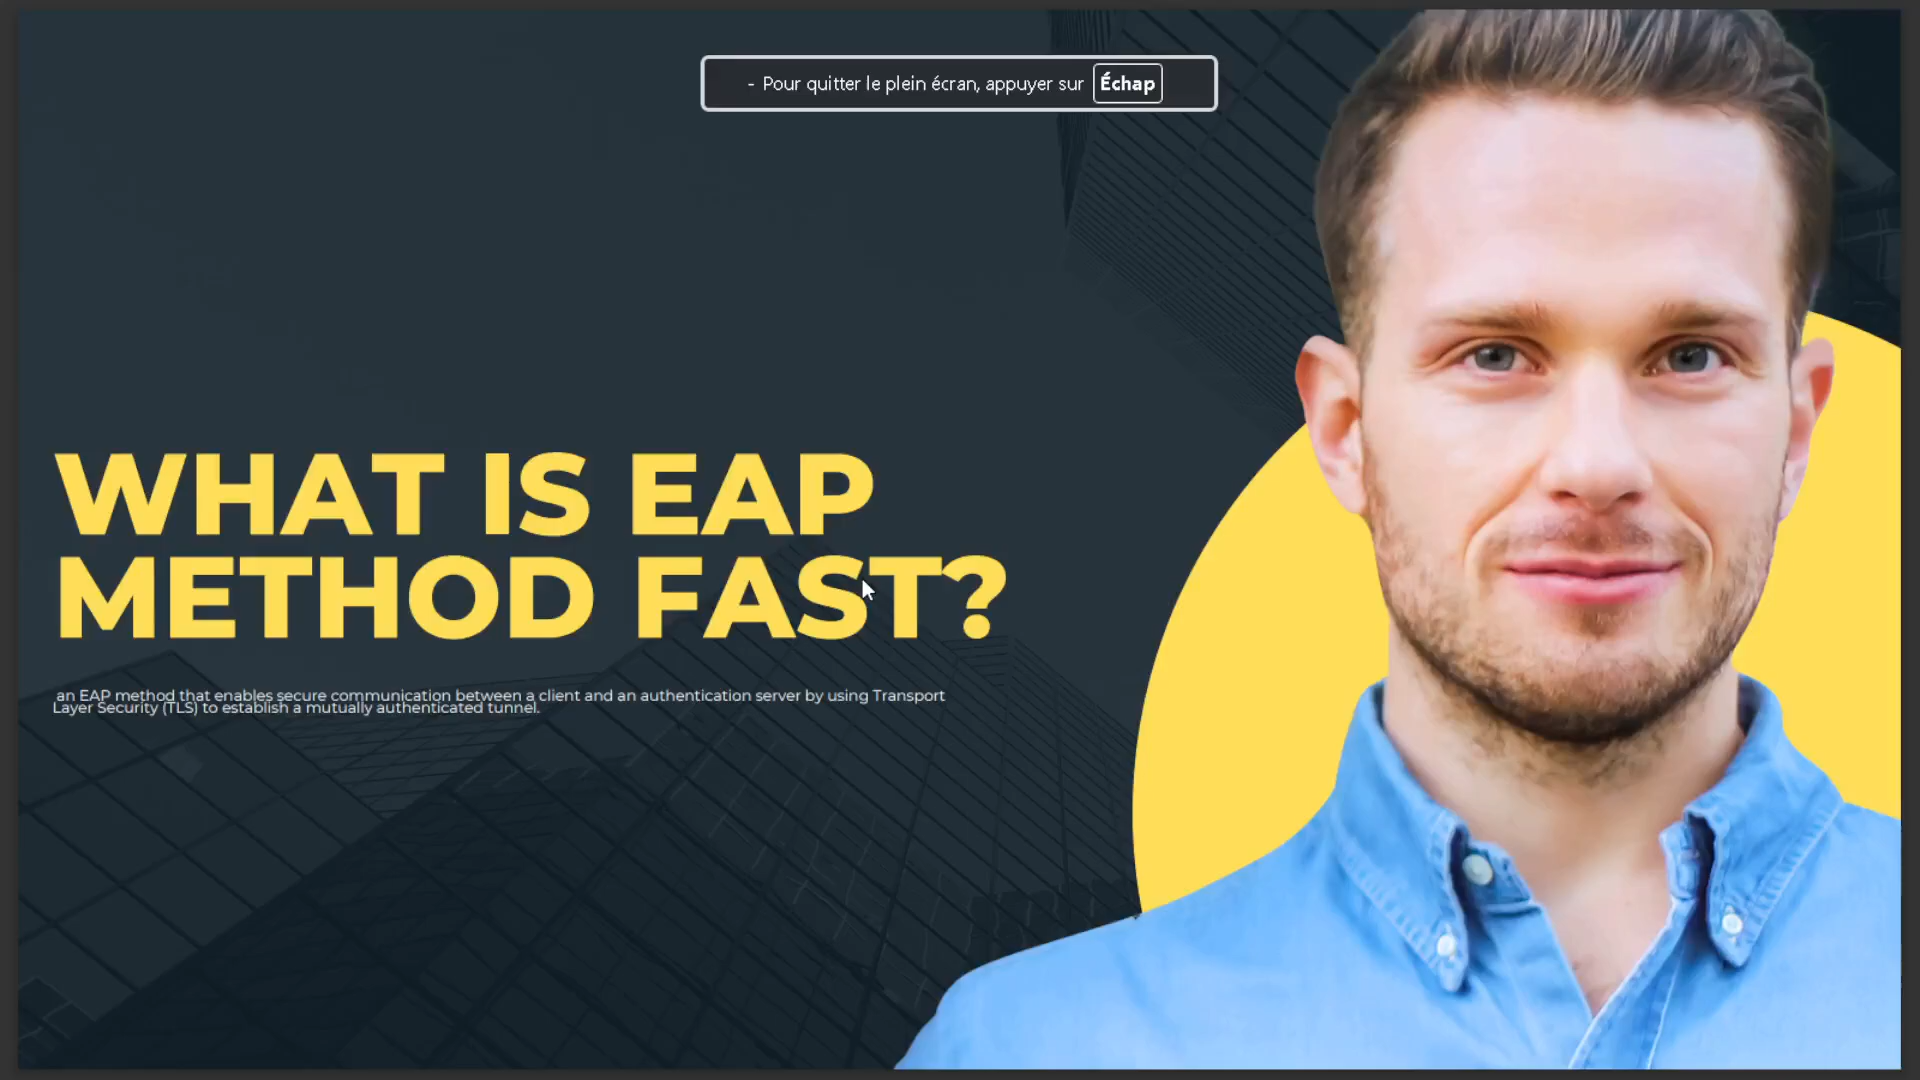 - Pour quitter le plein écran, appuyer sur Échap
WHAT IS EAP
METHOD FAST?
an EAP method that enables secure communication between a client and an authentication server by using Transport
Layer Security (TLS) to establish a mutually authenticated tunnel.